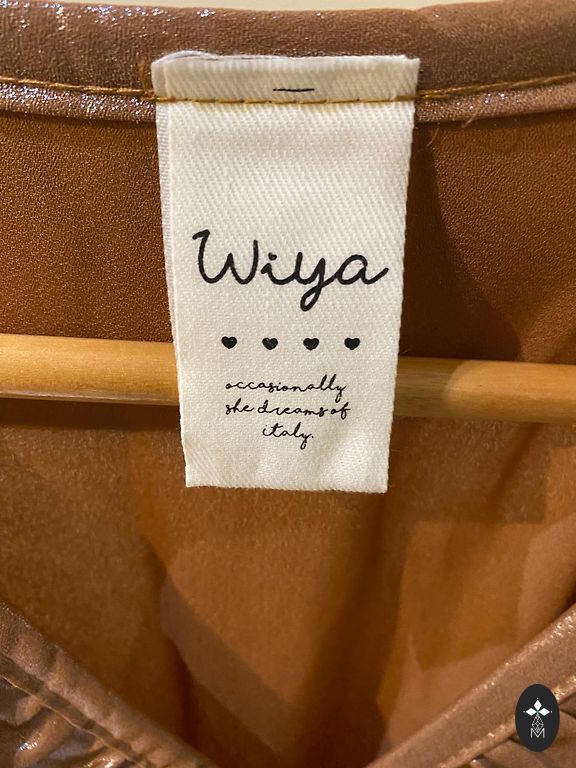 Wiya
occasionally
she dreams of
italy.
M